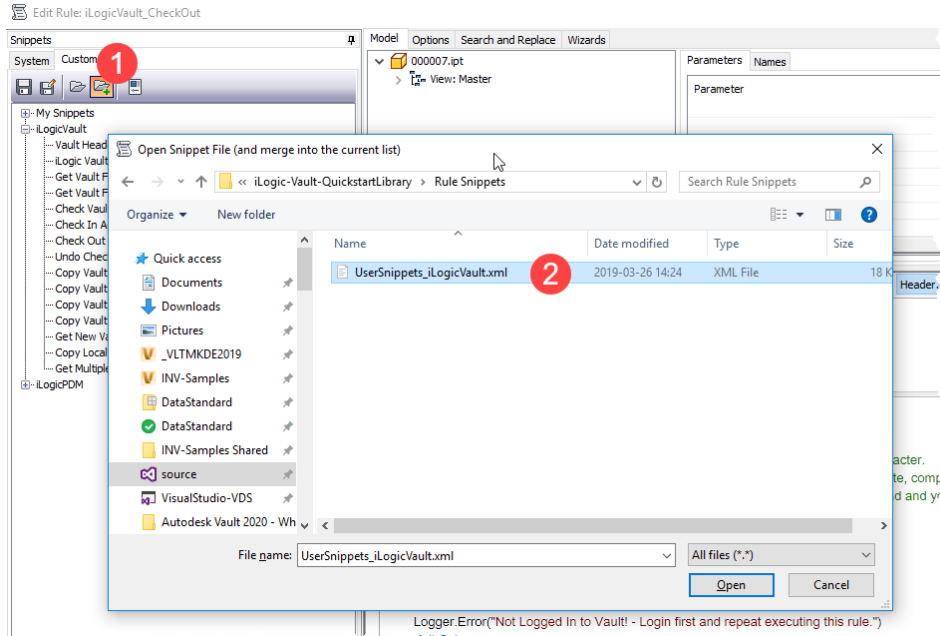 Edit Rule: iLogicVault_CheckOut
Snippets
System
Custom
1
My Snippets
iLogicVault
Vault Head
iLogic Vault
Get Vault F
Get Vault F
Check Vaul
Check In A
Check Out
Undo Chec
Copy Vault
Copy Vault
Copy Vault
Copy Vault
Get New Va
Copy Local
Get Multiple
iLogicPDM
Model Options Search and Replace Wizards
000007.ipt
View: Master
Parameters Names
Parameter
Open Snippet File (and merge into the current list)
« iLogic-Vault-QuickstartLibrary › Rule Snippets
Search Rule Snippets
Organize
New folder
Quick access
Documents
Downloads
Pictures
_VLTMKDE2019
INV-Samples
DataStandard
DataStandard
INV-Samples Shared
source
VisualStudio-VDS
Autodesk Vault 2020 - Wh
Name Date modified Type Size
UserSnippets_iLogicVault.xml 2019-03-26 14:24 XML File 18 K
2
File name: UserSnippets_iLogicVault.xml
All files (*.*)
Open
Cancel
Header.
acter.
te, comp
d and yo
Logger.Error("Not Logged In to Vault! - Login first and repeat executing this rule.")